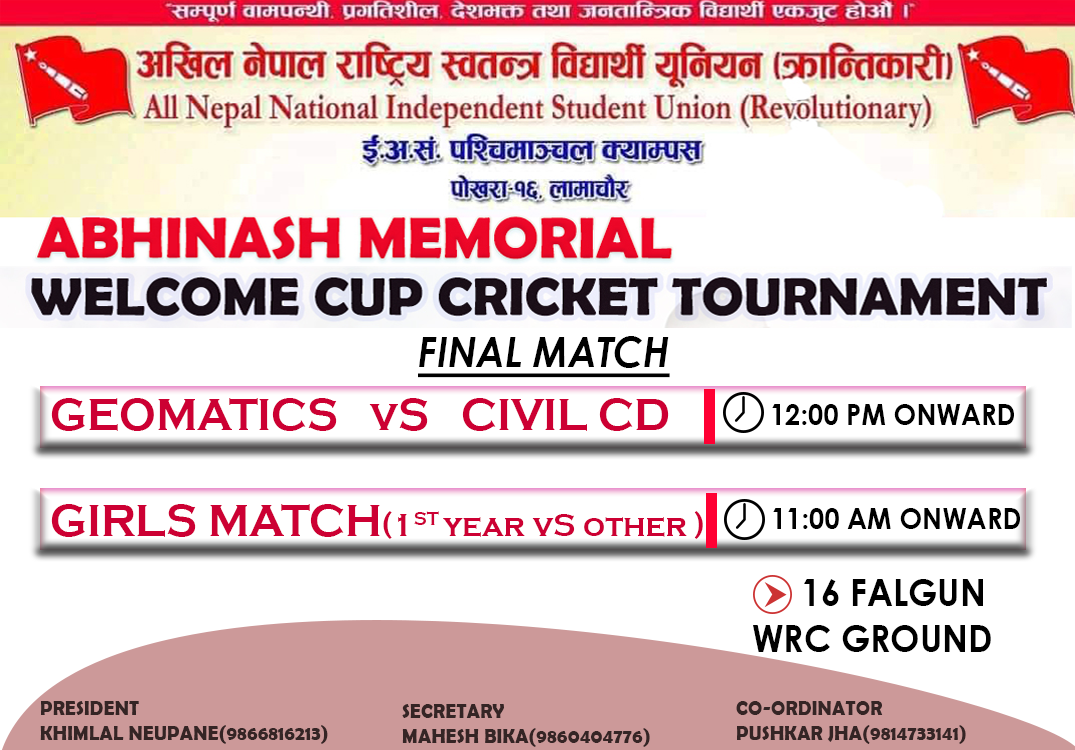 "सम्पूर्ण वामपन्थी, प्रगतिशील, देशभक्त तथा जनतान्त्रिक विद्यार्थी एकजुट होऔं ।"
अखिल नेपाल राष्ट्रिय स्वतन्त्र विद्यार्थी यूनियन (क्रान्तिकारी)
All Nepal National Independent Student Union (Revolutionary)
ई.अ.सं. पश्चिमाञ्चल क्याम्पस
पोखरा-१६, लामाचौर
ABHINASH MEMORIAL
WELCOME CUP CRICKET TOURNAMENT
FINAL MATCH
GEOMATICS VS CIVIL CD 12:00 PM ONWARD
GIRLS MATCH(1ST YEAR VS OTHER ) 11:00 AM ONWARD
16 FALGUN
WRC GROUND
PRESIDENT
KHIMLAL NEUPANE(9866816213)
SECRETARY
MAHESH BIKA(9860404776)
CO-ORDINATOR
PUSHKAR JHA(9814733141)